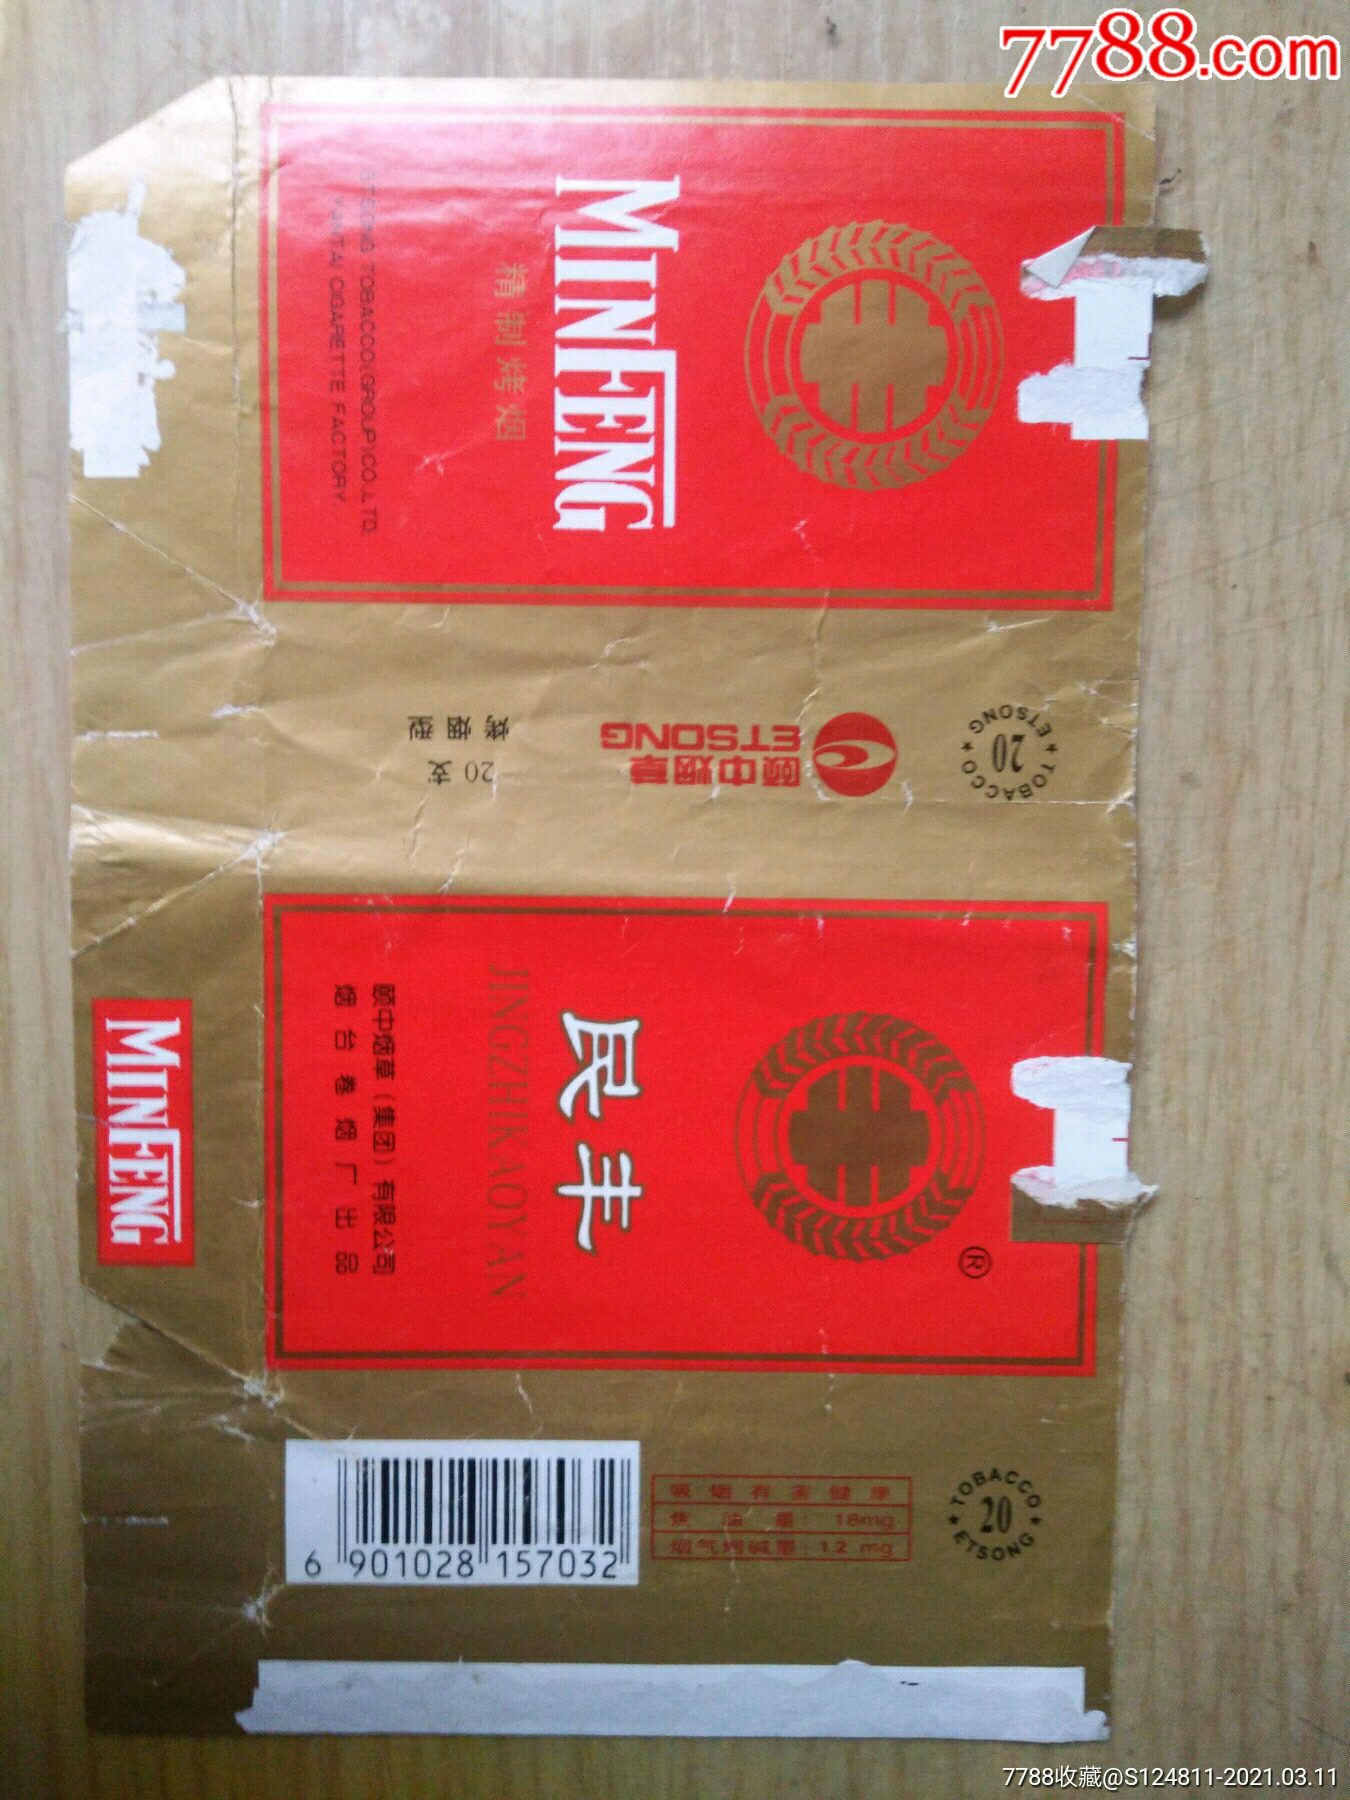 7788.com
MINFENG
精制烤烟
ETSONG TOBACCO(GROUP)CO.,LTD.
YANTAI CIGARETTE FACTORY.
TOBACCO
20
ETSONG
颐中烟草
ETSONG
20支
烤烟型
民丰
®
JINGZHIKAOYAN
颐中烟草(集团)有限公司
烟台卷烟厂出品
MINFENG
6 901028 157032
吸烟有害健康
焦油量: 18mg
烟气烟碱量: 1.2 mg
TOBACCO
20
ETSONG
7788收藏@S124811-2021.03.11